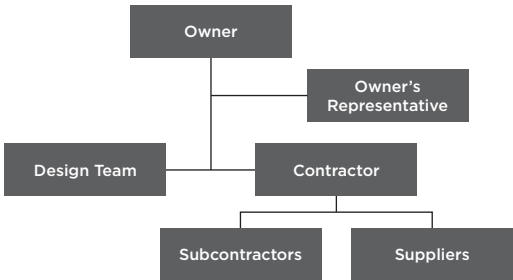 Owner
Owner's
Representative
Design Team
Contractor
Subcontractors
Suppliers